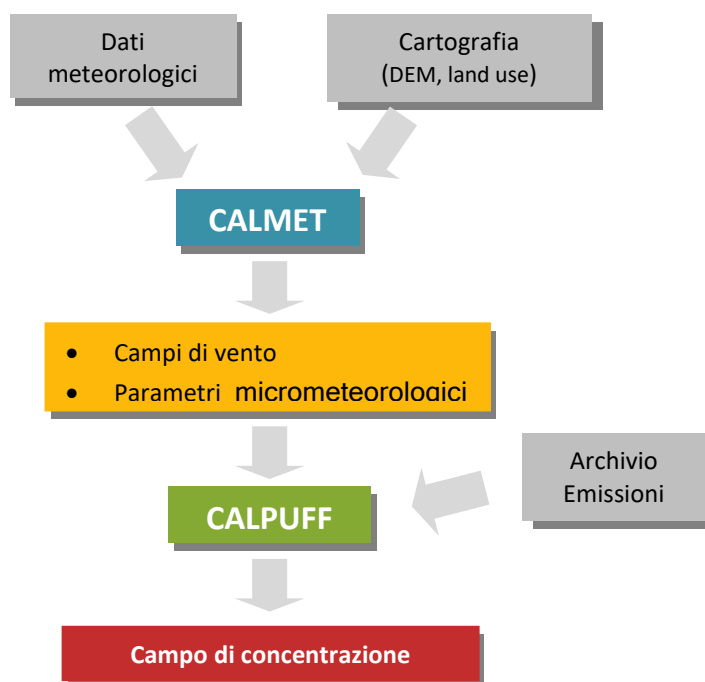 Dati
meteorologici
Cartografia
(DEM, land use)
CALMET
• Campi di vento
• Parametri micrometeorologici
Archivio
Emissioni
CALPUFF
Campo di concentrazione